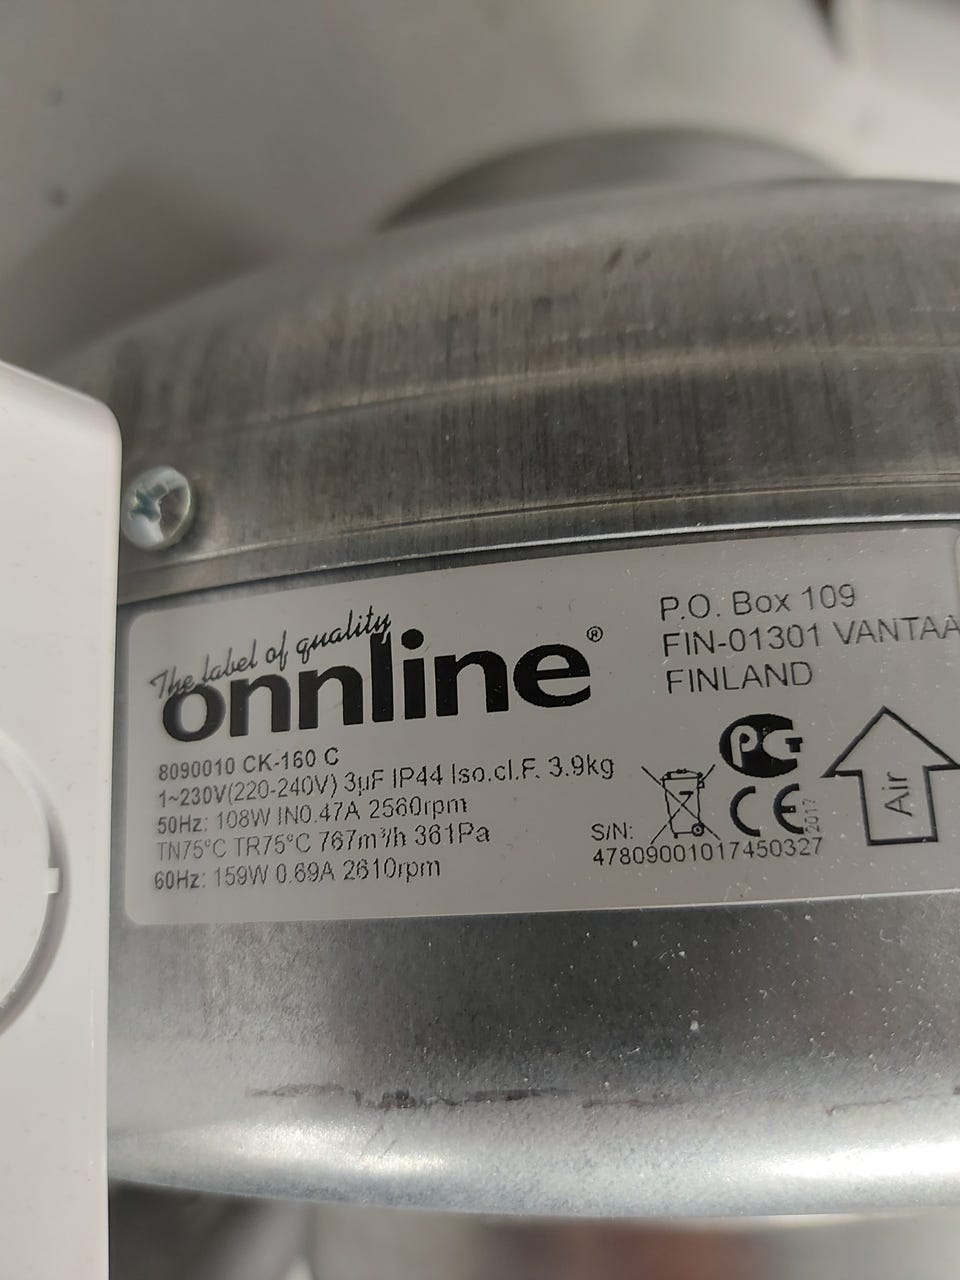 The label of quality
onnline®
P.O. Box 109
FIN-01301 VANTAA
FINLAND
8090010 CK-160 C
1~230V(220-240V) 3µF IP44 Iso.cl.F. 3.9kg
50Hz: 108W IN0.47A 2560rpm
TN75°C TR75°C 767m³/h 361Pa
60Hz: 159W 0.69A 2610rpm
S/N:
47809001017450327
PG
CE
2017
Air